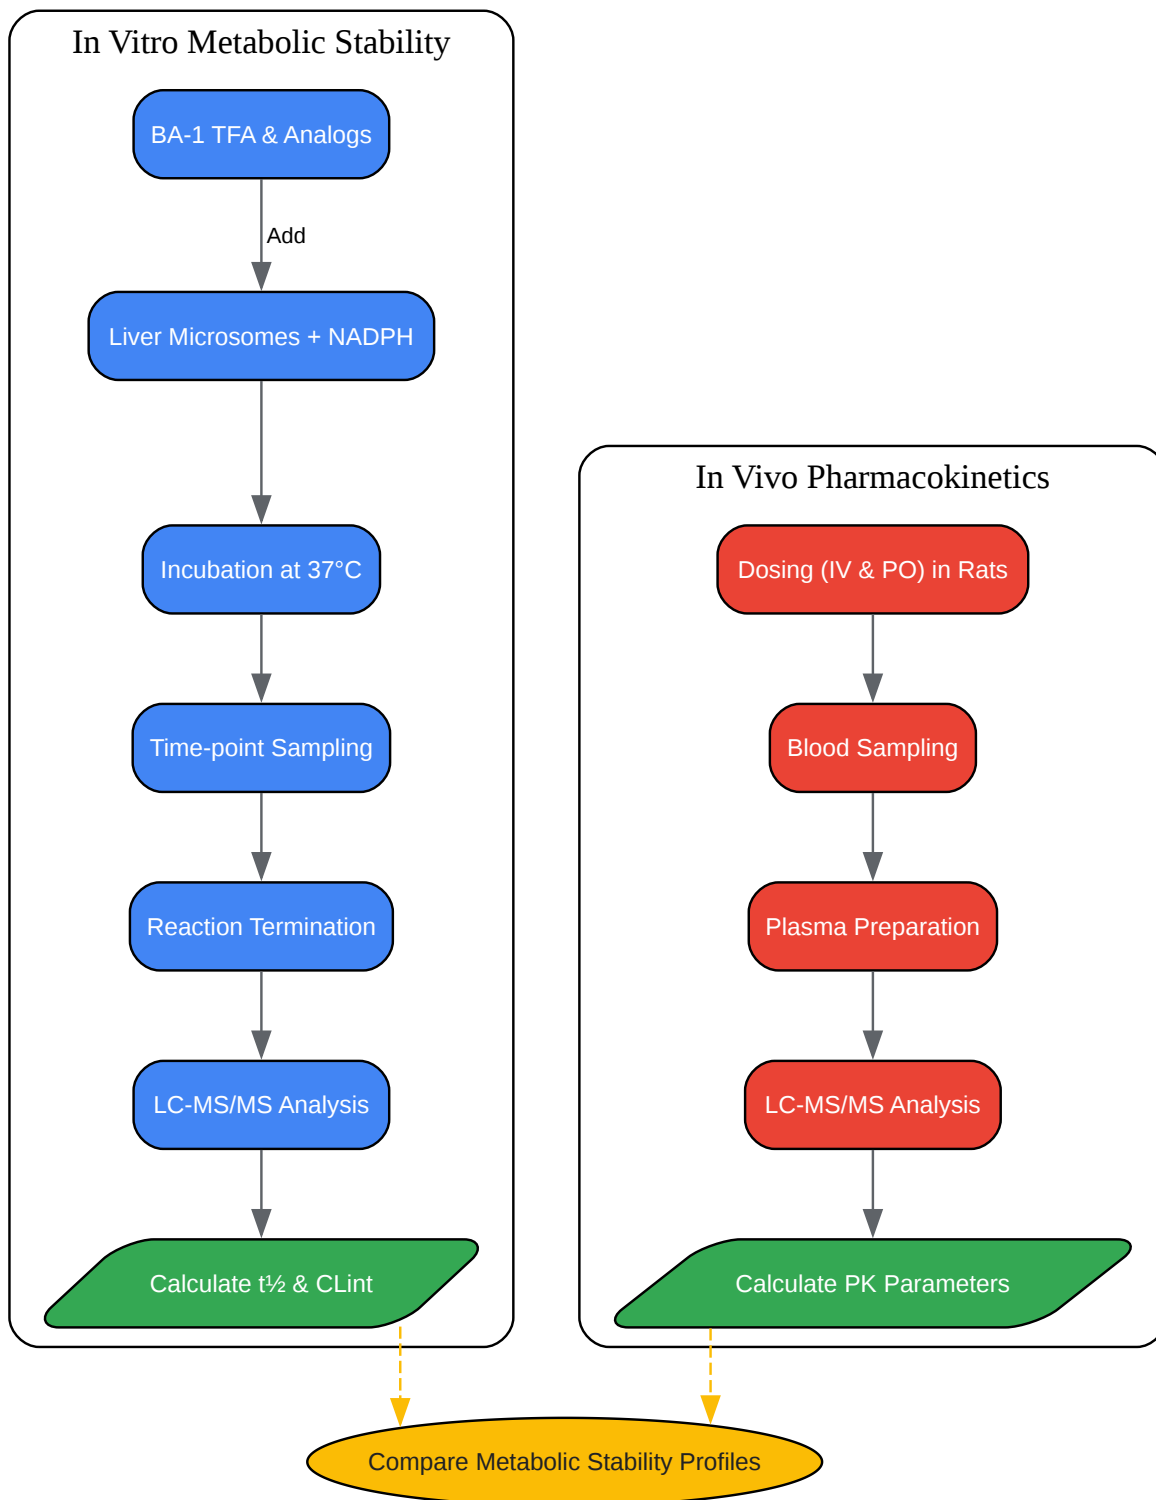 In Vitro Metabolic Stability
BA-1 TFA & Analogs
Add
Liver Microsomes + NADPH
Incubation at 37°C
Time-point Sampling
Reaction Termination
LC-MS/MS Analysis
Calculate t½ & CLint
In Vivo Pharmacokinetics
Dosing (IV & PO) in Rats
Blood Sampling
Plasma Preparation
LC-MS/MS Analysis
Calculate PK Parameters
Compare Metabolic Stability Profiles